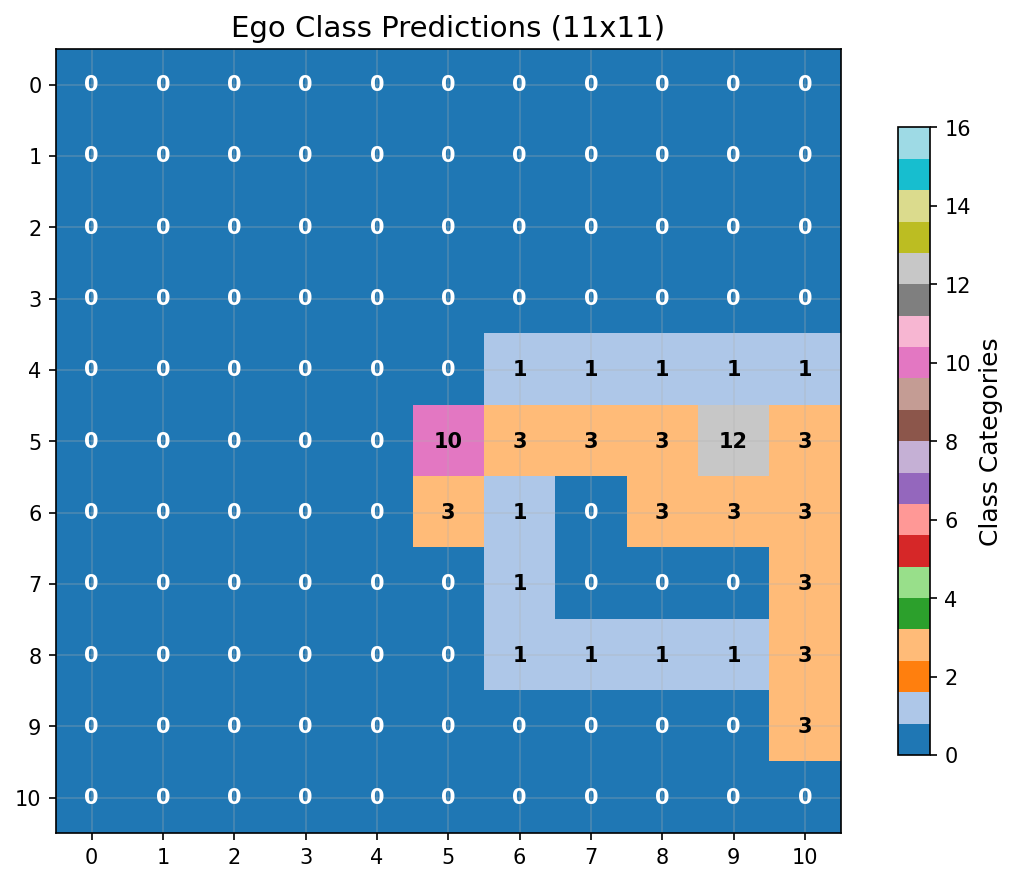 Ego Class Predictions (11x11)
0 0 0 0 0 0 0 0 0 0 0 0
1 0 0 0 0 0 0 0 0 0 0 0
2 0 0 0 0 0 0 0 0 0 0 0
3 0 0 0 0 0 0 0 0 0 0 0
4 0 0 0 0 0 0 1 1 1 1 1
5 0 0 0 0 0 10 3 3 3 12 3
6 0 0 0 0 0 3 1 0 3 3 3
7 0 0 0 0 0 0 1 0 0 0 3
8 0 0 0 0 0 0 1 1 1 1 3
9 0 0 0 0 0 0 0 0 0 0 3
10 0 0 0 0 0 0 0 0 0 0 0
0 1 2 3 4 5 6 7 8 9 10
16
14
12
10
8
6
4
2
0
Class Categories